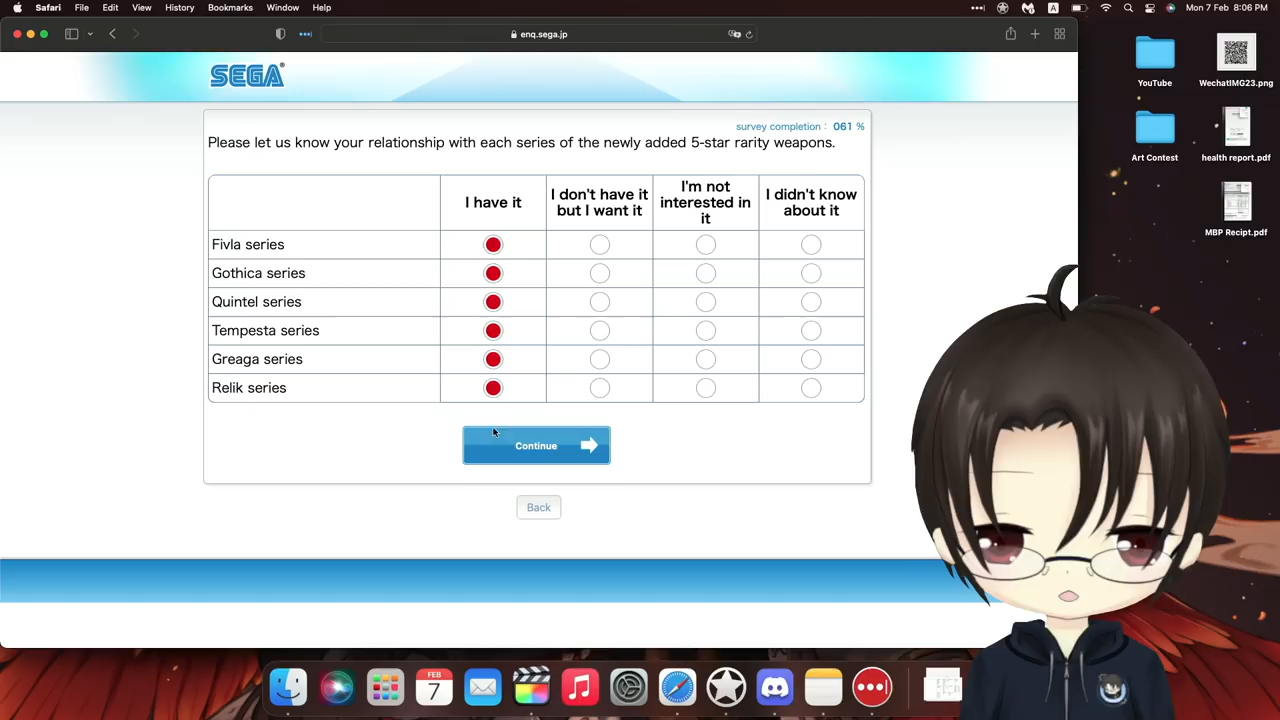 Safari File Edit View History Bookmarks Window Help
A
Mon 7 Feb 8:06 PM
enq.sega.jp
SEGA
survey completion : 061 %
Please let us know your relationship with each series of the newly added 5-star rarity weapons.
I have it
I don't have it but I want it
I'm not interested in it
I didn't know about it
Fivla series
Gothica series
Quintel series
Tempesta series
Greaga series
Relik series
Continue
Back
YouTube
WechatIMG23.png
Art Contest
health report.pdf
MBP Recipt.pdf
FEB
7